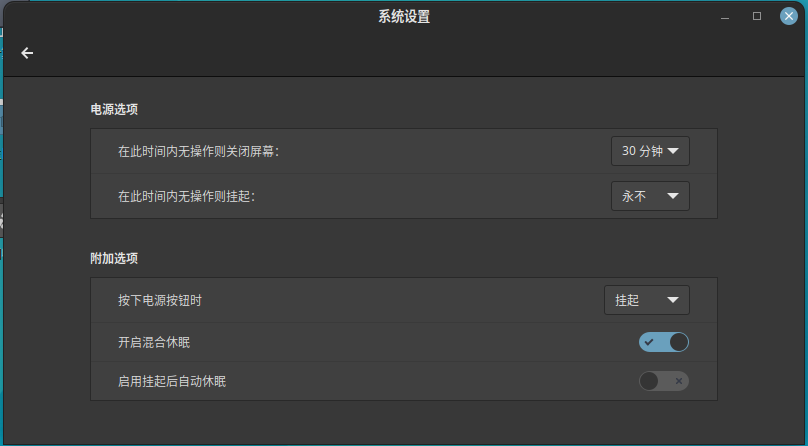 系统设置
电源选项
在此时间内无操作则关闭屏幕：
30 分钟
在此时间内无操作则挂起：
永不
附加选项
按下电源按钮时
挂起
开启混合休眠
启用挂起后自动休眠